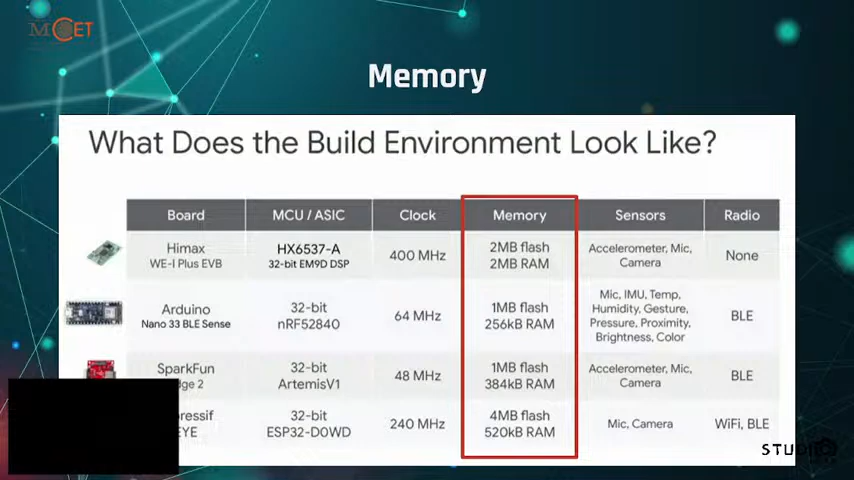 MCET
Memory
What Does the Build Environment Look Like?
Board MCU / ASIC Clock Memory Sensors Radio
Himax HX6537-A 400 MHz 2MB flash Accelerometer, Mic, None
WE-I Plus EVB 32-bit EM9D DSP 2MB RAM Camera
Arduino 32-bit 64 MHz 1MB flash Mic, IMU, Temp, BLE
Nano 33 BLE Sense nRF52840 256kB RAM Humidity, Gesture,
Pressure, Proximity,
Brightness, Color
SparkFun 32-bit 48 MHz 1MB flash Accelerometer, Mic, BLE
dge 2 ArtemisV1 384kB RAM Camera
pressif 32-bit 240 MHz 4MB flash Mic, Camera WiFi, BLE
EYE ESP32-D0WD 520kB RAM
STUDIO